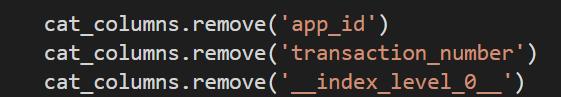 cat_columns.remove('app_id')
cat_columns.remove('transaction_number')
cat_columns.remove('__index_level_0__')